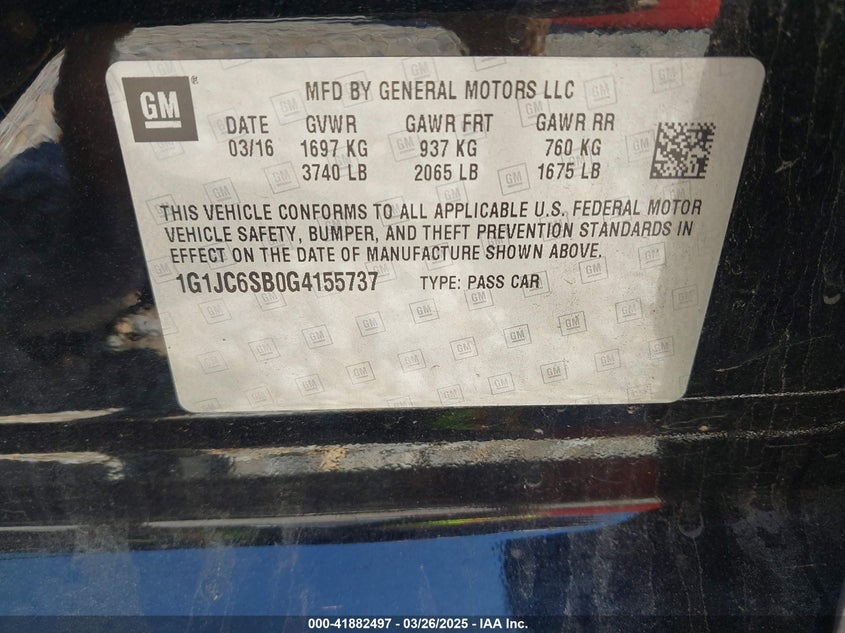 GM
MFD BY GENERAL MOTORS LLC
DATE GVWR GAWR FRT GAWR RR
03/16 1697 KG 937 KG 760 KG
3740 LB 2065 LB 1675 LB
THIS VEHICLE CONFORMS TO ALL APPLICABLE U.S. FEDERAL MOTOR
VEHICLE SAFETY, BUMPER, AND THEFT PREVENTION STANDARDS IN
EFFECT ON THE DATE OF MANUFACTURE SHOWN ABOVE.
1G1JC6SB0G4155737 TYPE: PASS CAR
000-41882497 - 03/26/2025 - IAA Inc.